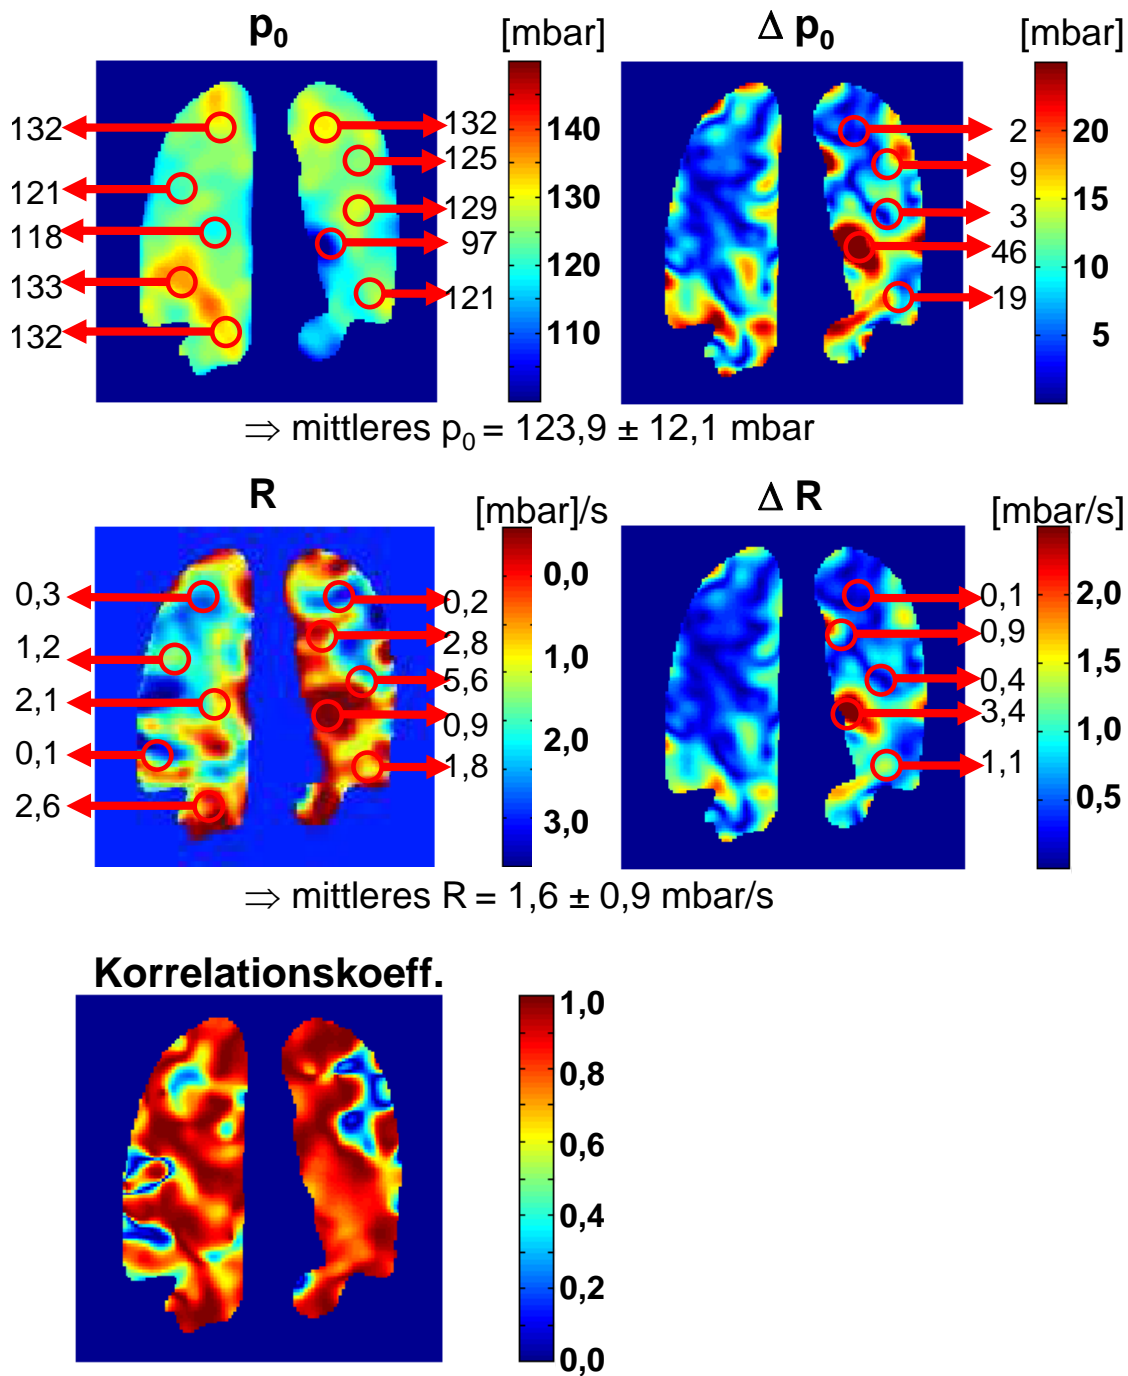 p₀ [mbar] Δ p₀ [mbar]
132 132 140 2 20
125 9
121 130 15
129 3
118 97 46
120 10
133 121 19
132 110 5
⇒ mittleres p₀ = 123,9 ± 12,1 mbar
R [mbar]/s Δ R [mbar/s]
0,0
0,3 0,2 0,1 2,0
2,8 0,9
1,2 1,0 1,5
5,6 0,4
2,1 0,9 3,4
2,0 1,0
0,1 1,8 1,1
2,6 3,0 0,5
⇒ mittleres R = 1,6 ± 0,9 mbar/s
Korrelationskoeff.
1,0
0,8
0,6
0,4
0,2
0,0